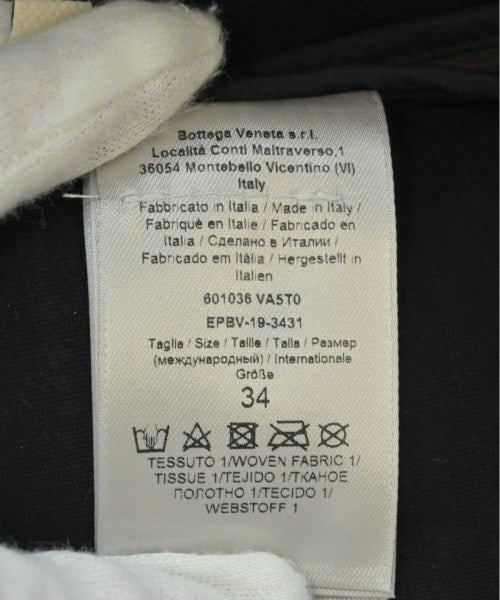 Bottega Veneta s.r.l.
Località Conti Maltraverso,1
36054 Montebello Vicentino (VI)
Italy
Fabbricato in Italia / Made in Italy /
Fabriqué en Italie / Fabricado en
Italia / Сделано в Италии /
Fabricado em Itália / Hergestellt in
Italien
601036 VA5T0
EPBV-19-3431
Taglia / Size / Taille / Talla / Размер
(международный) / Internationale
Größe
34
TESSUTO 1/WOVEN FABRIC 1/
TISSUE 1/TEJIDO 1/ТКАНОЕ
ПОЛОТНО 1/TECIDO 1/
WEBSTOFF 1